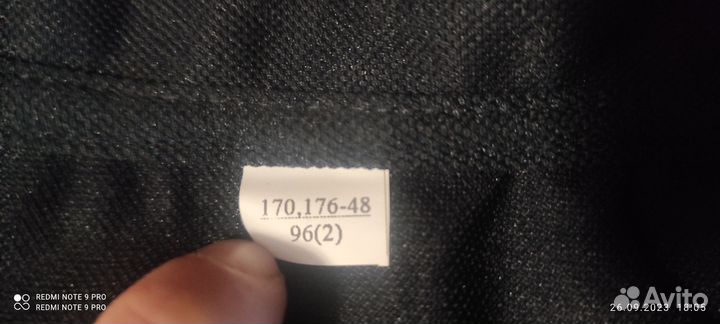 170,176-48
96(2)
REDMI NOTE 9 PRO
REDMI NOTE 9 PRO
Avito
26.09.2023 18:05